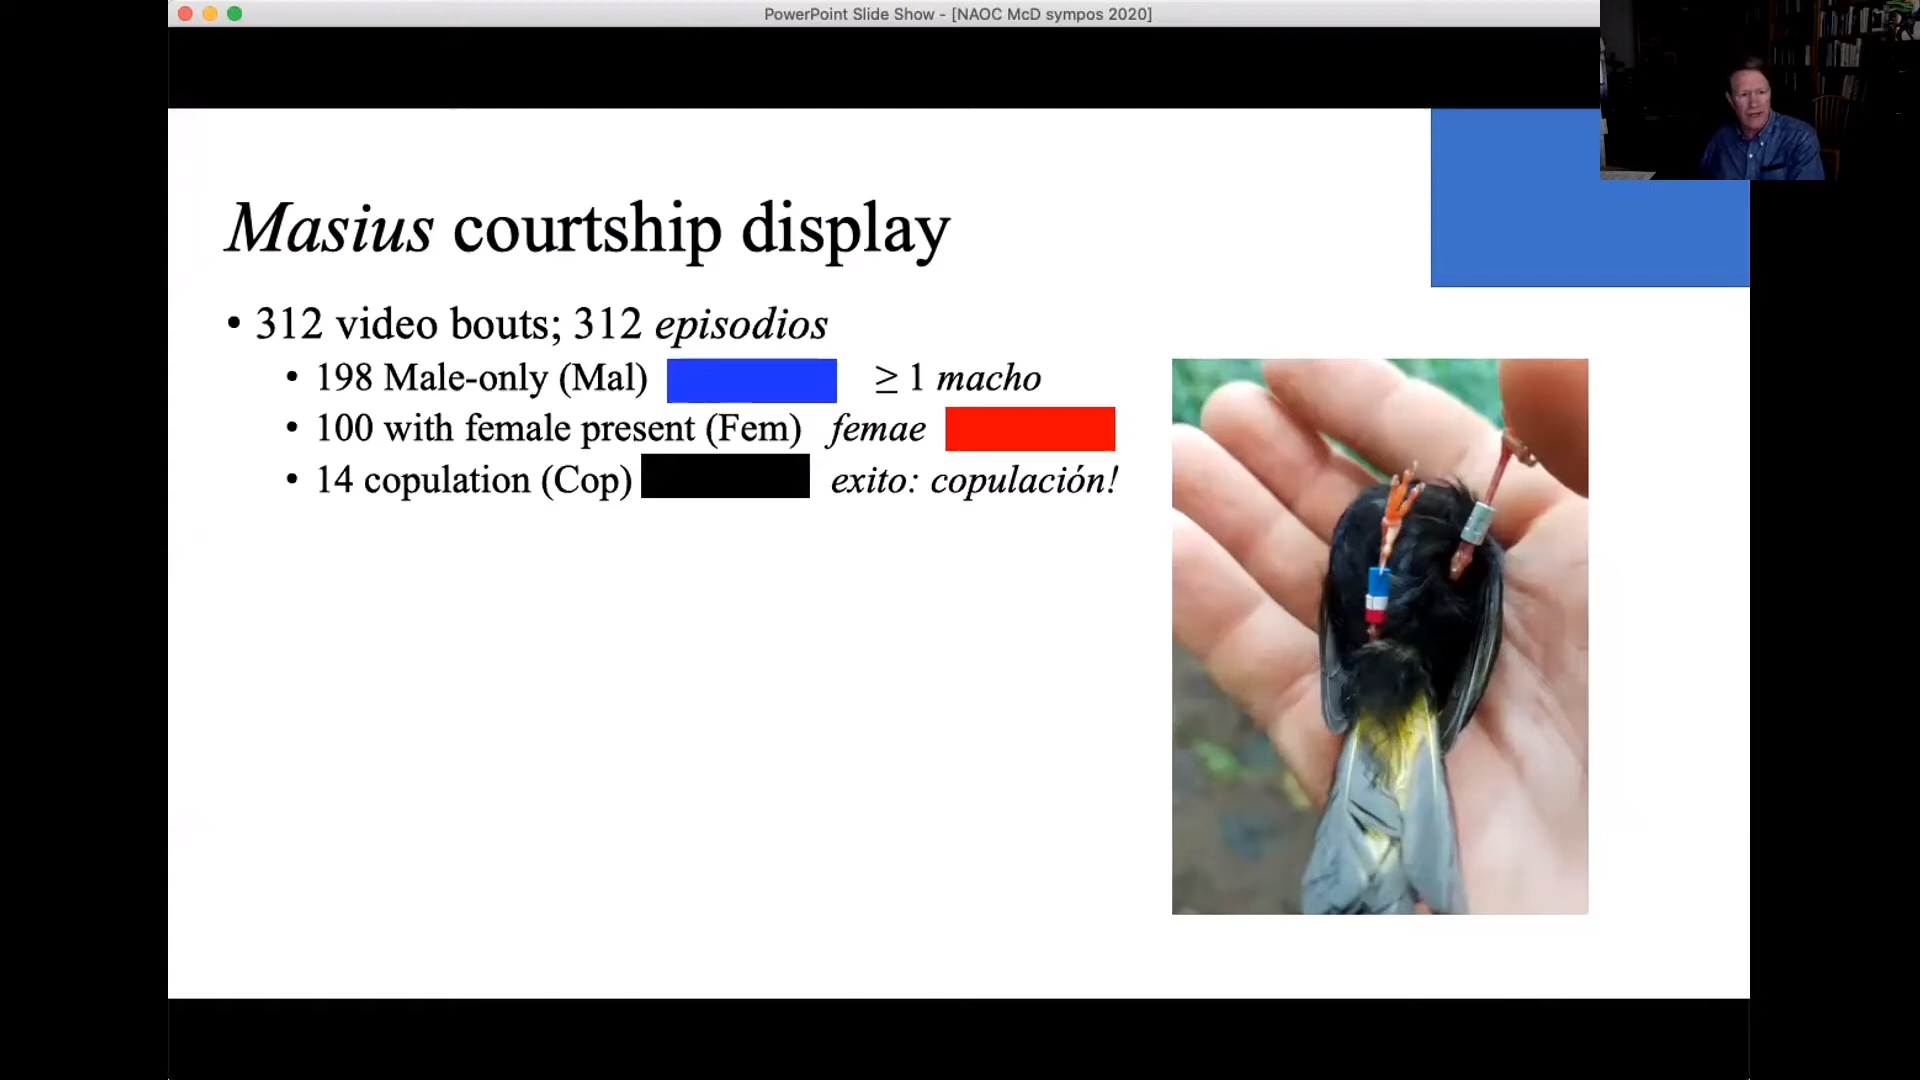 PowerPoint Slide Show - [NAOC McD sympos 2020]
Masius courtship display
• 312 video bouts; 312 episodios
• 198 Male-only (Mal) ≥ 1 macho
• 100 with female present (Fem) femae
• 14 copulation (Cop) exito: copulación!